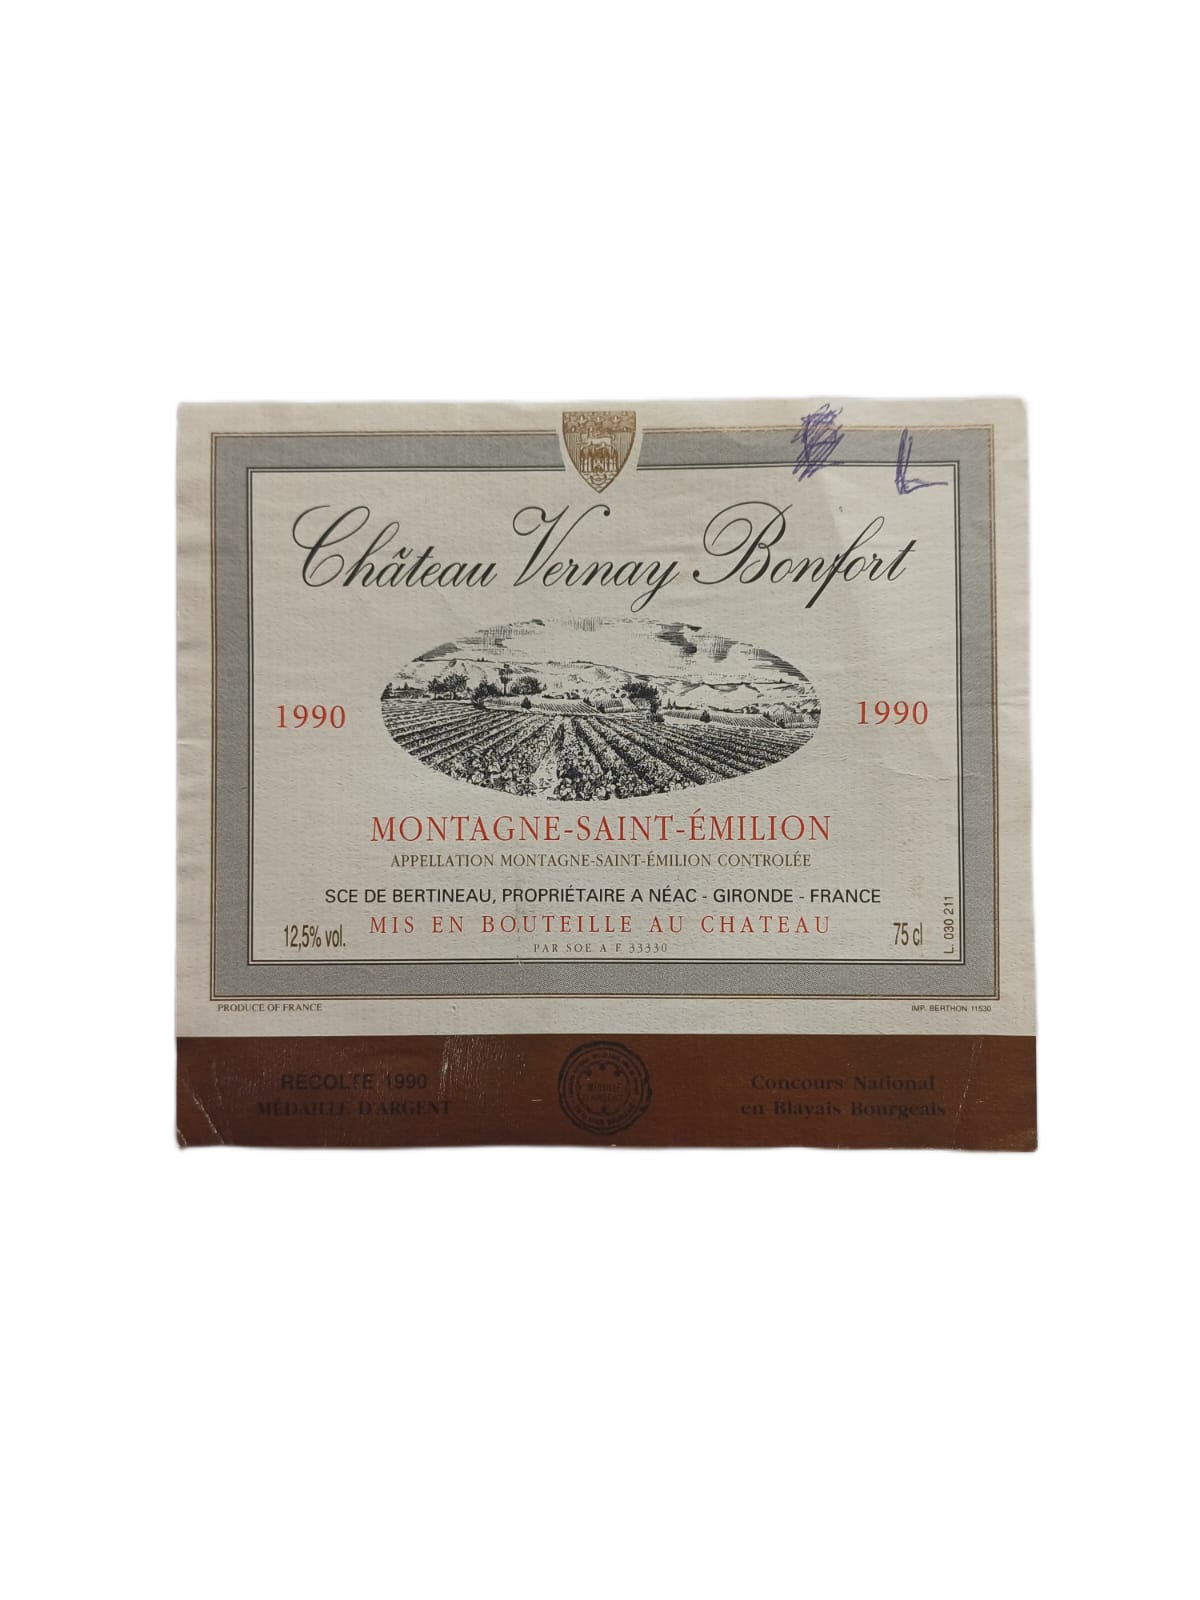 L
Château Vernay Bonfort
1990
1990
MONTAGNE-SAINT-ÉMILION
APPELLATION MONTAGNE-SAINT-ÉMILION CONTROLÉE
SCE DE BERTINEAU, PROPRIÉTAIRE A NÉAC - GIRONDE - FRANCE
12,5% vol.
MIS EN BOUTEILLE AU CHATEAU
75 cl
L. 030 211
PAR SOE A-F 33330
PRODUCE OF FRANCE
IMP. BERTHON 11530
RECOLTE 1990
MÉDAILLE D'ARGENT
MÉDAILLE
D'ARGENT
Concours National
en Blayais Bourgeais